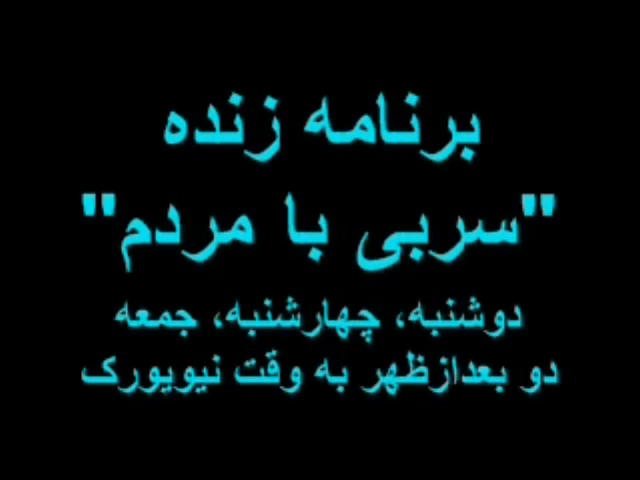 برنامه زنده
"سربی با مردم"
دوشنبه، چهارشنبه، جمعه
دو بعدازظهر به وقت نیویورک